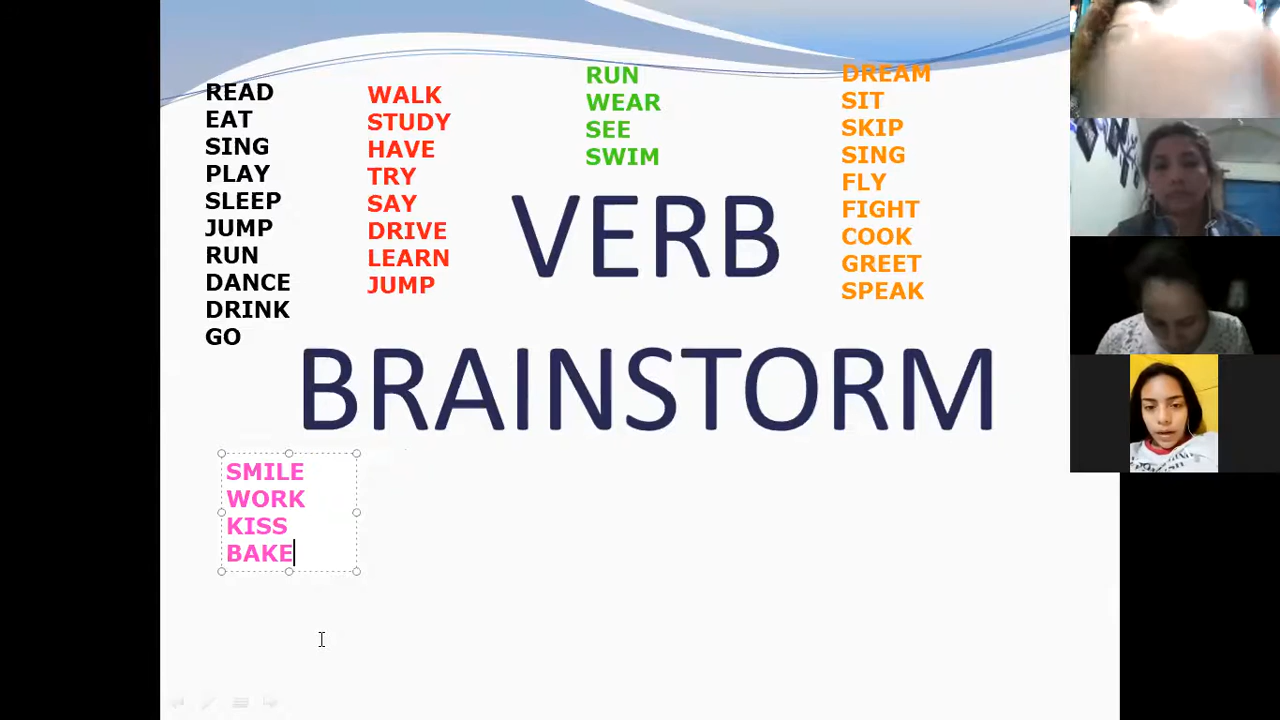 READ
EAT
SING
PLAY
SLEEP
JUMP
RUN
DANCE
DRINK
GO
WALK
STUDY
HAVE
TRY
SAY
DRIVE
LEARN
JUMP
RUN
WEAR
SEE
SWIM
DREAM
SIT
SKIP
SING
FLY
FIGHT
COOK
GREET
SPEAK
VERB
BRAINSTORM
SMILE
WORK
KISS
BAKE